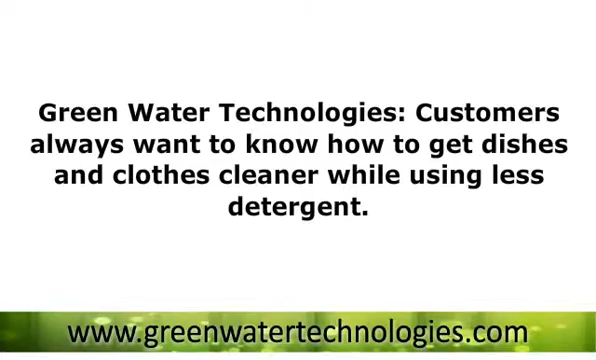 Green Water Technologies: Customers
always want to know how to get dishes
and clothes cleaner while using less
detergent.
www.greenwatertechnologies.com